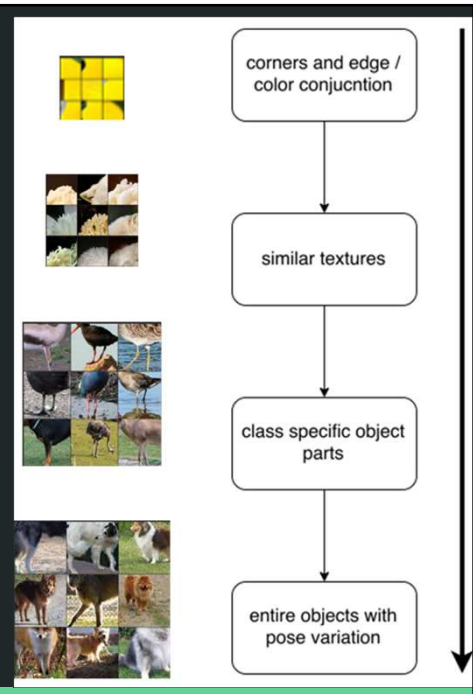 corners and edge /
color conjucntion
similar textures
class specific object
parts
entire objects with
pose variation